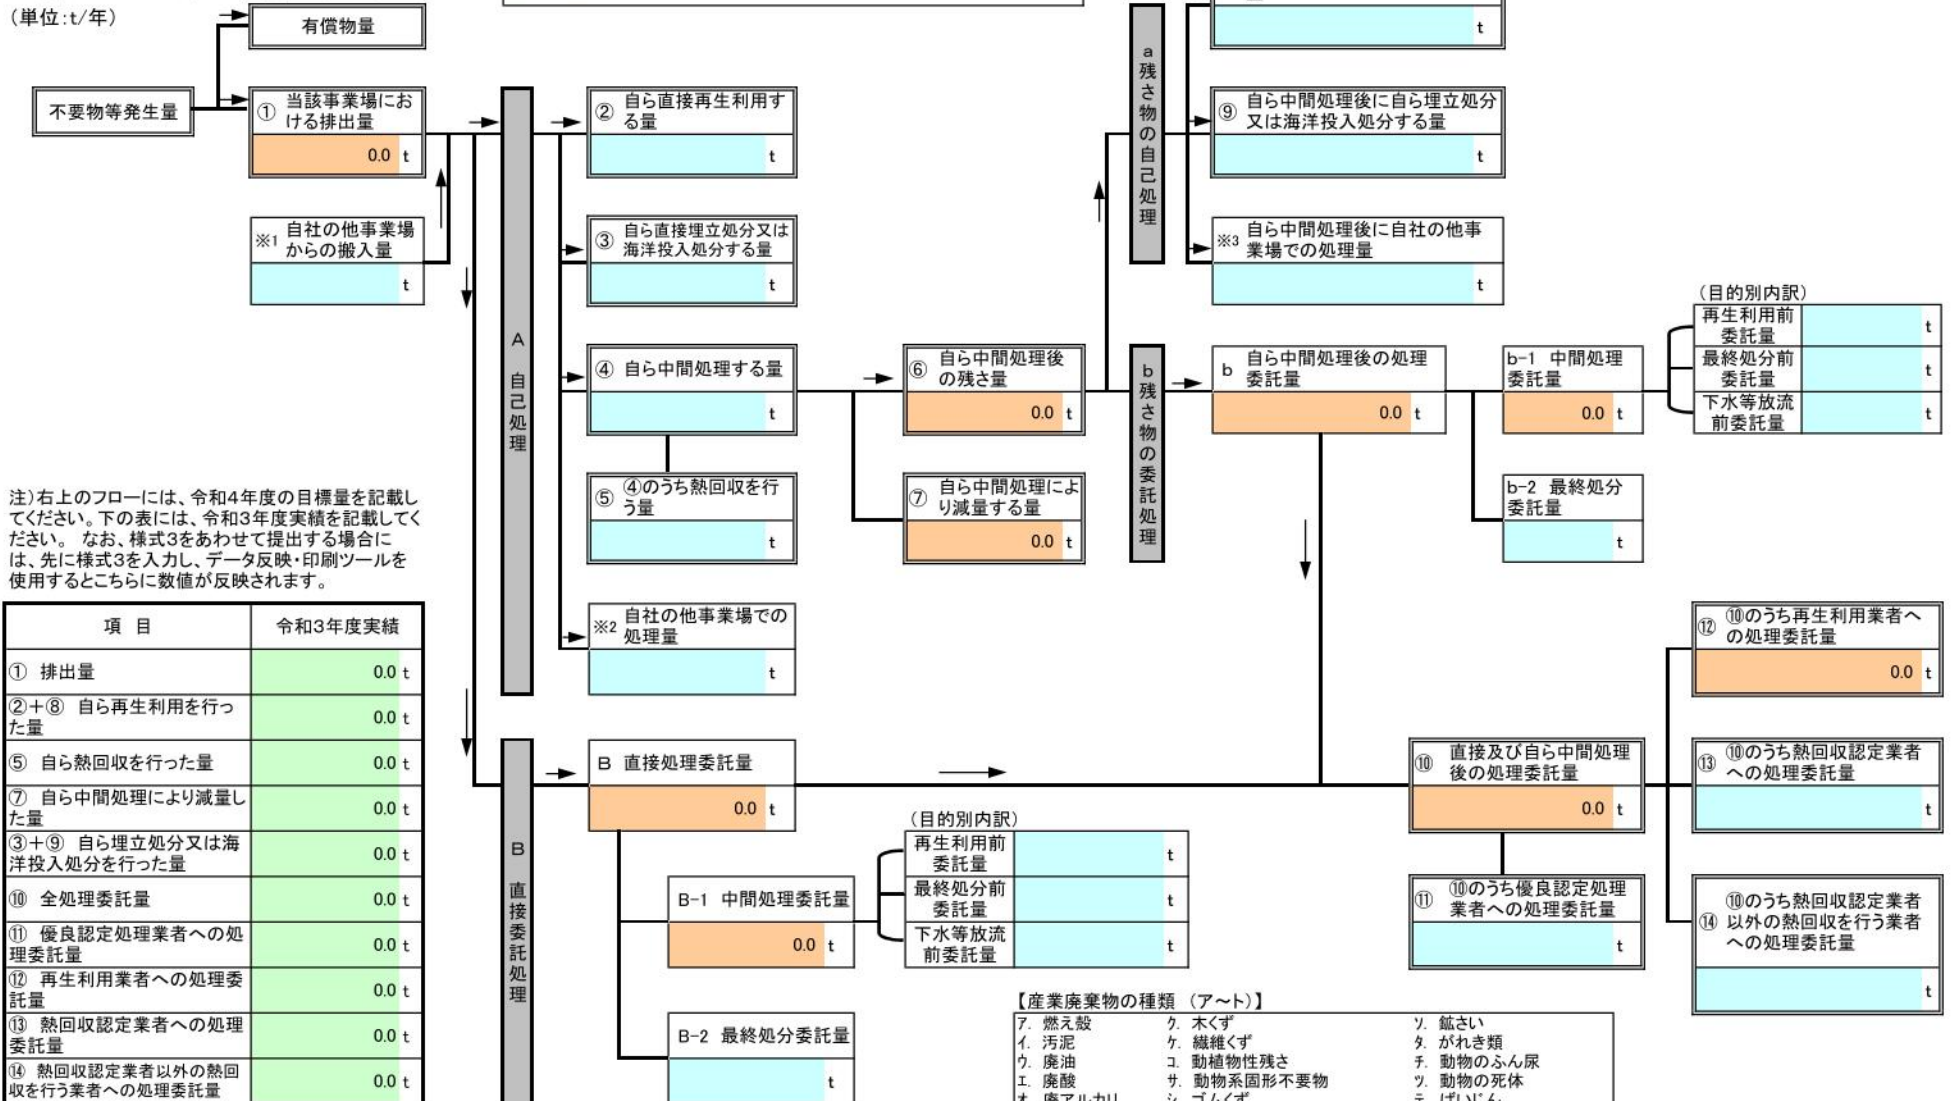 (単位:t/年)
有償物量
不要物等発生量
① 当該事業場にお
ける排出量
0.0 t
※1 自社の他事業場
からの搬入量
t
A 自己処理
② 自ら直接再生利用す
る量
t
③ 自ら直接埋立処分又は
海洋投入処分する量
t
④ 自ら中間処理する量
t
⑤ ④のうち熱回収を行
う量
t
※2 自社の他事業場での
処理量
t
⑥ 自ら中間処理後
の残さ量
0.0 t
⑦ 自ら中間処理によ
り減量する量
0.0 t
a 残さ物の自己処理
t
⑨ 自ら中間処理後に自ら埋立処分
又は海洋投入処分する量
t
※3 自ら中間処理後に自社の他事
業場での処理量
t
b 残さ物の委託処理
b 自ら中間処理後の処理
委託量
0.0 t
b-1 中間処理
委託量
0.0 t
(目的別内訳)
再生利用前
委託量
t
最終処分前
委託量
t
下水等放流
前委託量
t
b-2 最終処分
委託量
t
注)右上のフローには、令和4年度の目標量を記載し
てください。下の表には、令和3年度実績を記載してく
ださい。 なお、様式3をあわせて提出する場合に
は、先に様式3を入力し、データ反映・印刷ツールを
使用するとこちらに数値が反映されます。
項 目 令和3年度実績
① 排出量 0.0 t
②+⑧ 自ら再生利用を行っ
た量 0.0 t
⑤ 自ら熱回収を行った量 0.0 t
⑦ 自ら中間処理により減量し
た量 0.0 t
③+⑨ 自ら埋立処分又は海
洋投入処分を行った量 0.0 t
⑩ 全処理委託量 0.0 t
⑪ 優良認定処理業者への処
理委託量 0.0 t
⑫ 再生利用業者への処理委
託量 0.0 t
⑬ 熱回収認定業者への処理
委託量 0.0 t
⑭ 熱回収認定業者以外の熱回
収を行う業者への処理委託量 0.0 t
B 直接委託処理
B 直接処理委託量
0.0 t
B-1 中間処理委託量
0.0 t
(目的別内訳)
再生利用前
委託量
t
最終処分前
委託量
t
下水等放流
前委託量
t
B-2 最終処分委託量
t
⑩ 直接及び自ら中間処理
後の処理委託量
0.0 t
⑪ ⑩のうち優良認定処理
業者への処理委託量
t
⑫ ⑩のうち再生利用業者へ
の処理委託量
0.0 t
⑬ ⑩のうち熱回収認定業者
への処理委託量
t
⑭ ⑩のうち熱回収認定業者
以外の熱回収を行う業者
への処理委託量
t
【産業廃棄物の種類 (ア~ト)】
ア. 燃え殻 ク. 木くず ソ. 鉱さい
イ. 汚泥 ケ. 繊維くず タ. がれき類
ウ. 廃油 コ. 動植物性残さ チ. 動物のふん尿
エ. 廃酸 サ. 動物系固形不要物 ツ. 動物の死体
オ. 廃アルカリ シ. ゴムくず テ. ばいじん